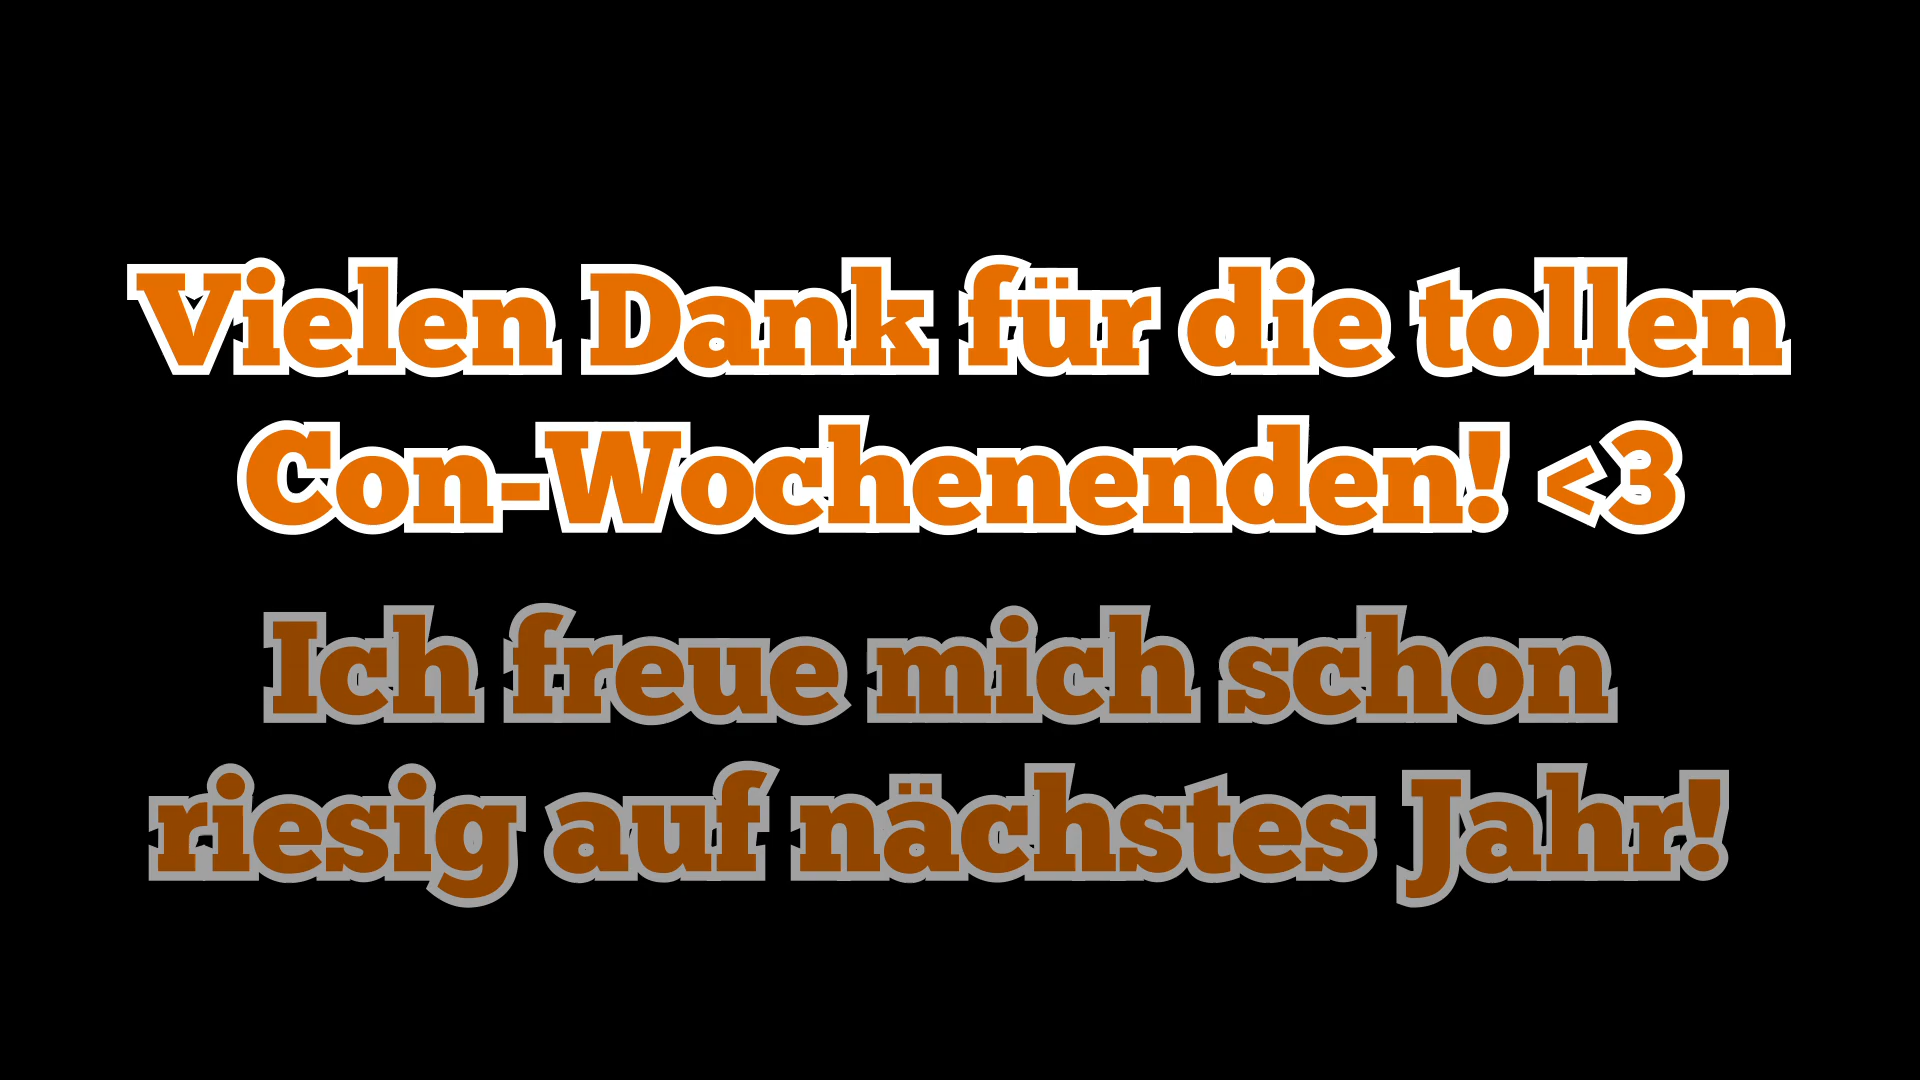 Vielen Dank für die tollen
Con-Wochenenden! <3
Ich freue mich schon
riesig auf nächstes Jahr!